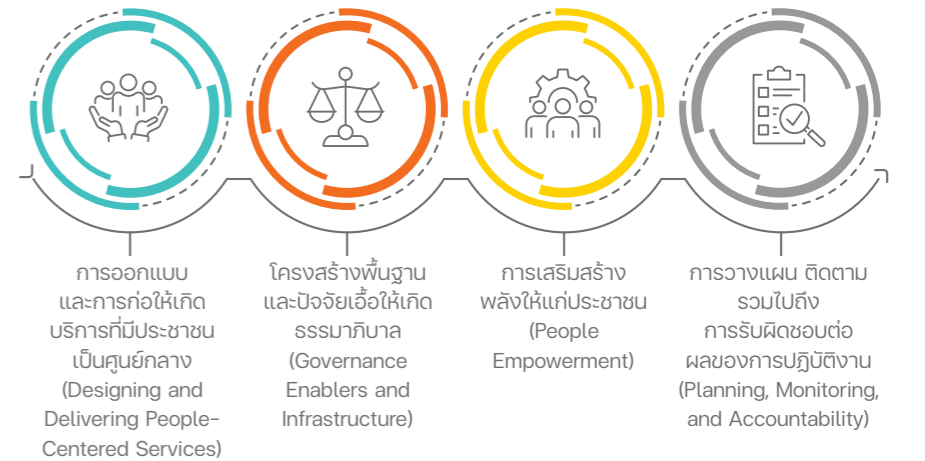 การออกแบบ
และการก่อให้เกิด
บริการที่มีประชาชน
เป็นศูนย์กลาง
(Designing and
Delivering People-
Centered Services)
โครงสร้างพื้นฐาน
และปัจจัยเอื้อให้เกิด
ธรรมาภิบาล
(Governance
Enablers and
Infrastructure)
การเสริมสร้าง
พลังให้แก่ประชาชน
(People
Empowerment)
การวางแผน ติดตาม
รวมไปถึง
การรับผิดชอบต่อ
ผลของการปฏิบัติงาน
(Planning, Monitoring,
and Accountability)